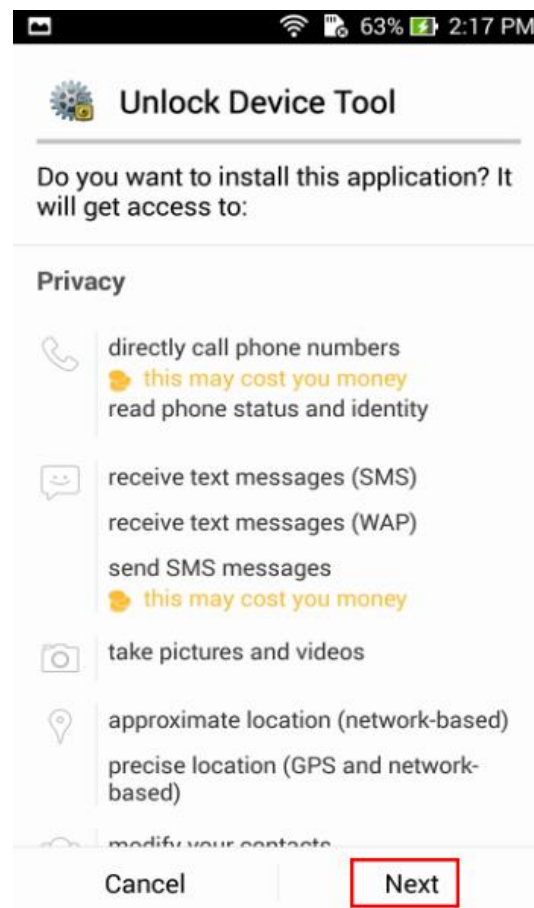 63% 2:17 PM
Unlock Device Tool
Do you want to install this application? It
will get access to:
Privacy
directly call phone numbers
this may cost you money
read phone status and identity
receive text messages (SMS)
receive text messages (WAP)
send SMS messages
this may cost you money
take pictures and videos
approximate location (network-based)
precise location (GPS and network-
based)
modify your contacts
Cancel Next